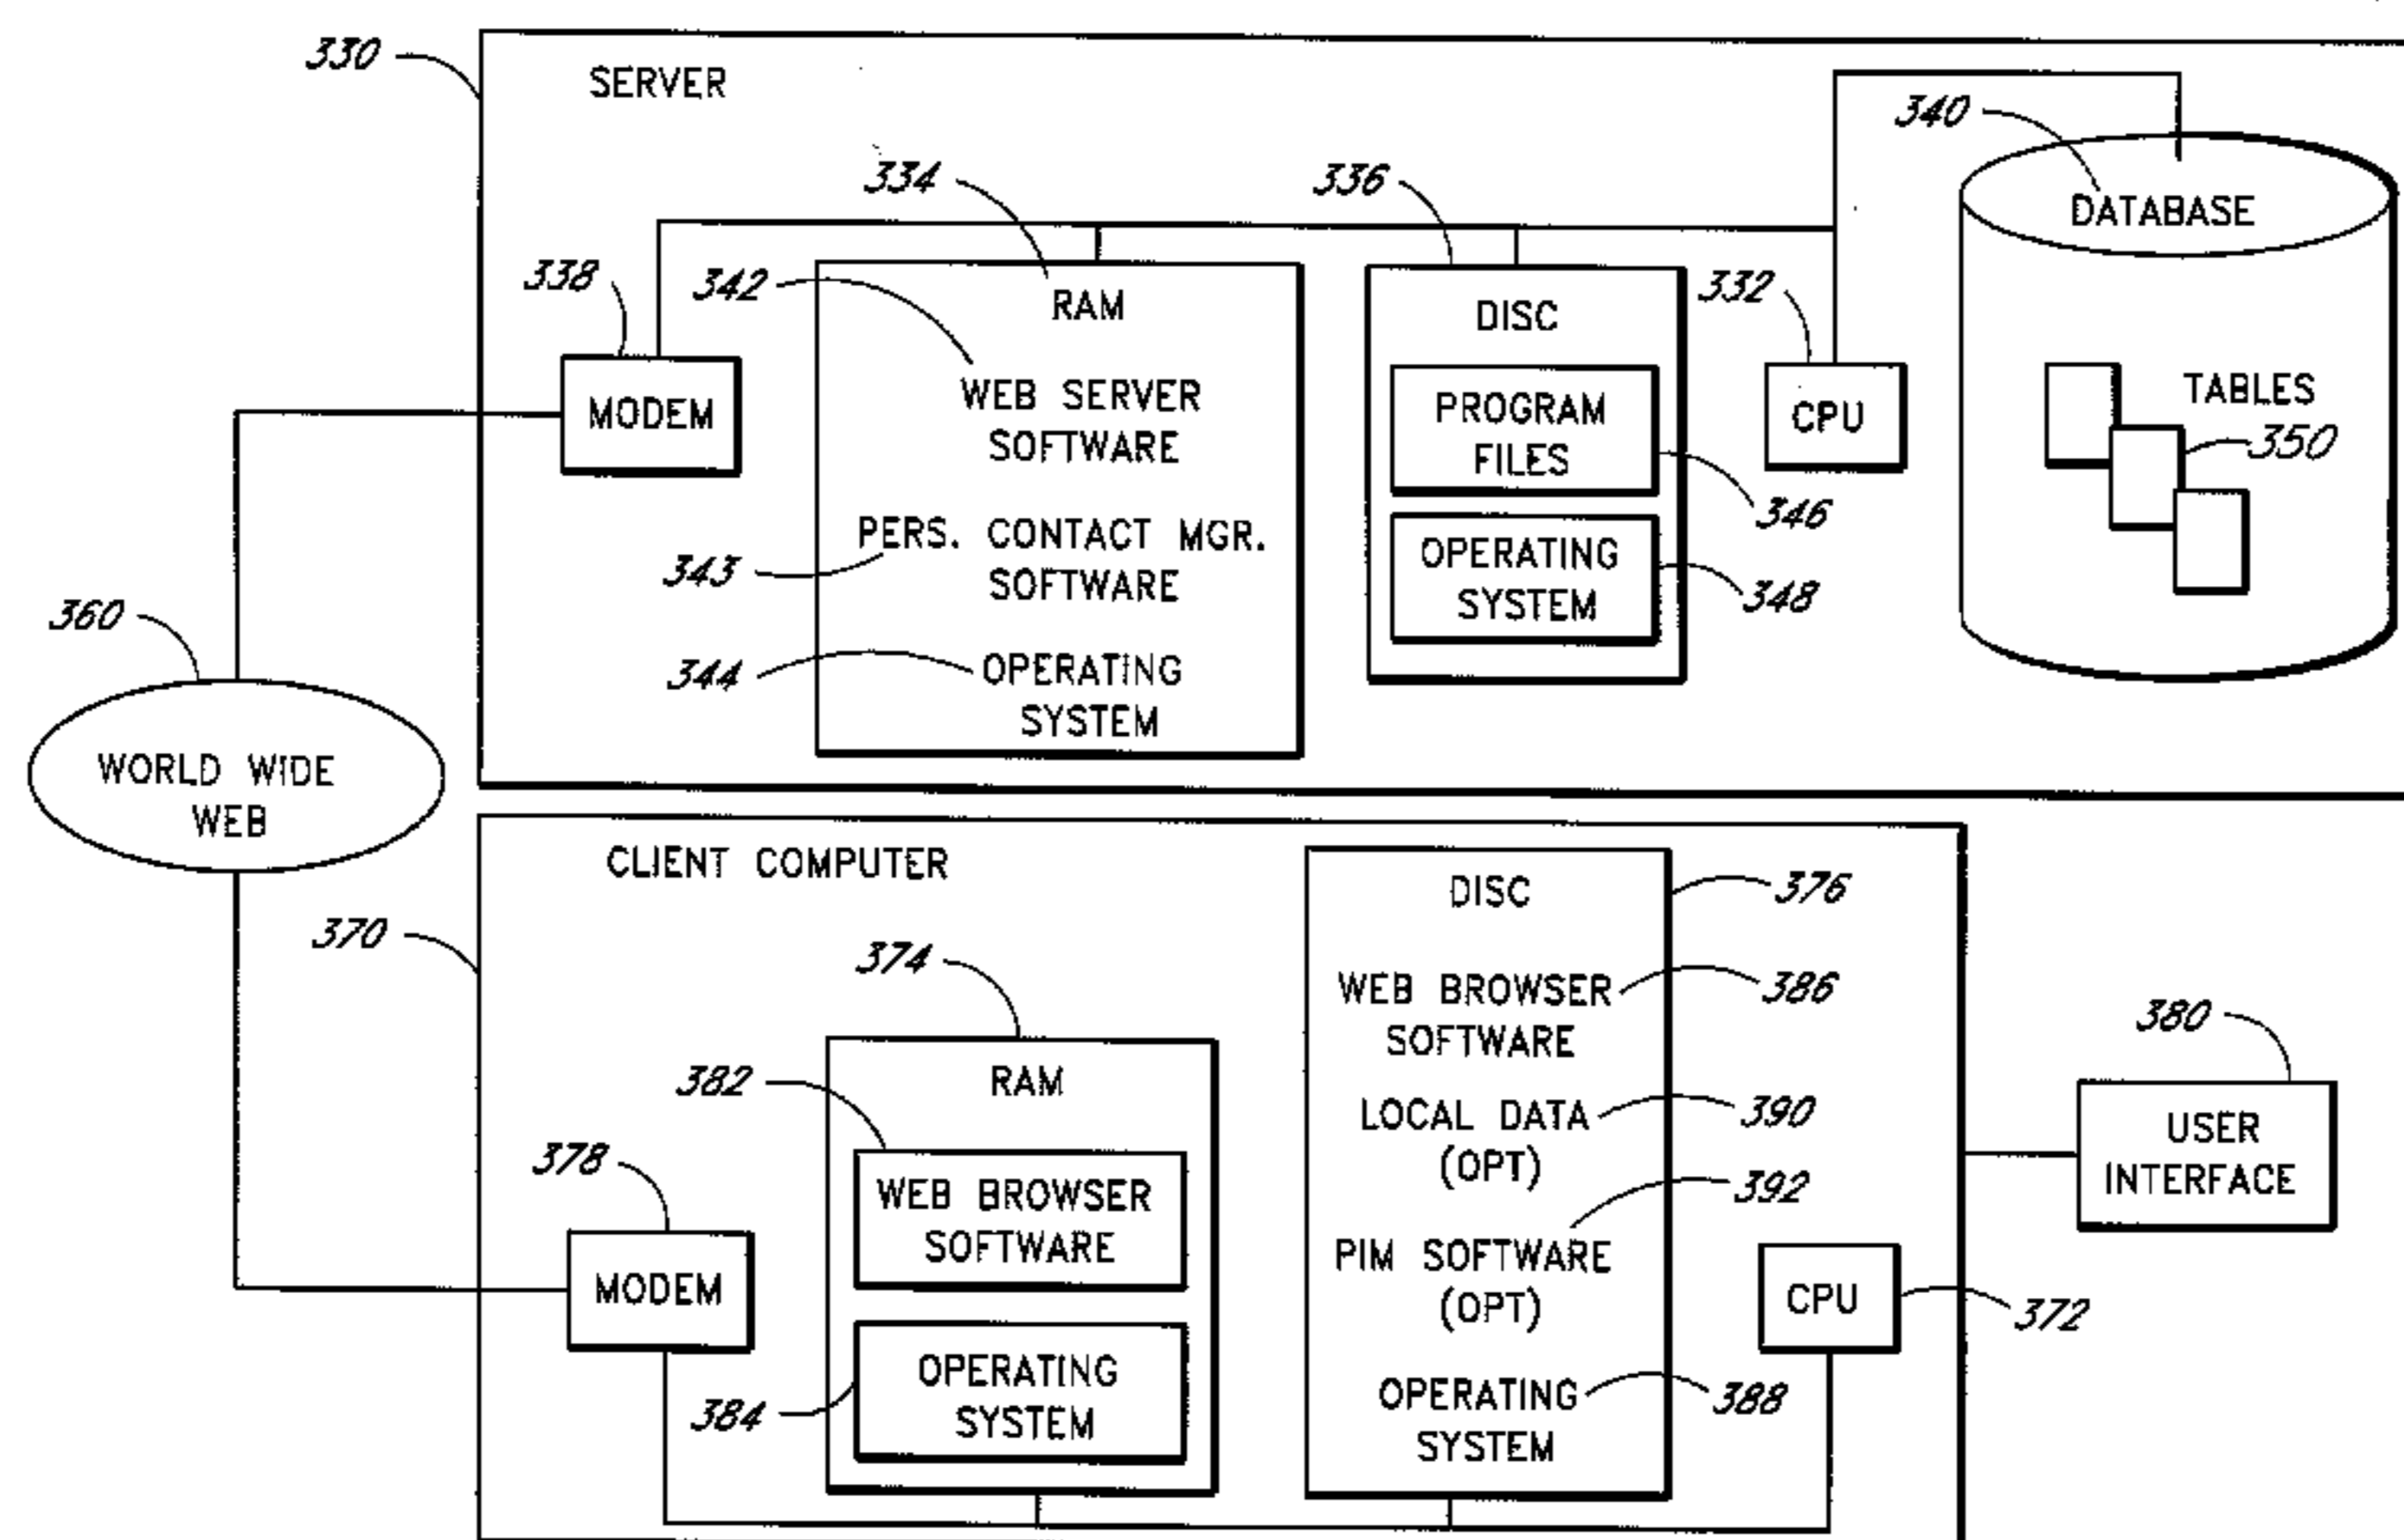 330
SERVER
340
DATABASE
334
336
338
342
RAM
DISC
332
MODEM
WEB SERVER
SOFTWARE
PROGRAM
FILES
CPU
TABLES
350
346
343
PERS. CONTACT MGR.
SOFTWARE
OPERATING
SYSTEM
348
344
OPERATING
SYSTEM
360
WORLD WIDE
WEB
370
CLIENT COMPUTER
374
DISC
376
WEB BROWSER
SOFTWARE
386
382
RAM
LOCAL DATA
(OPT)
390
380
USER
INTERFACE
378
MODEM
WEB BROWSER
SOFTWARE
392
PIM SOFTWARE
(OPT)
CPU
372
384
OPERATING
SYSTEM
OPERATING
SYSTEM
388